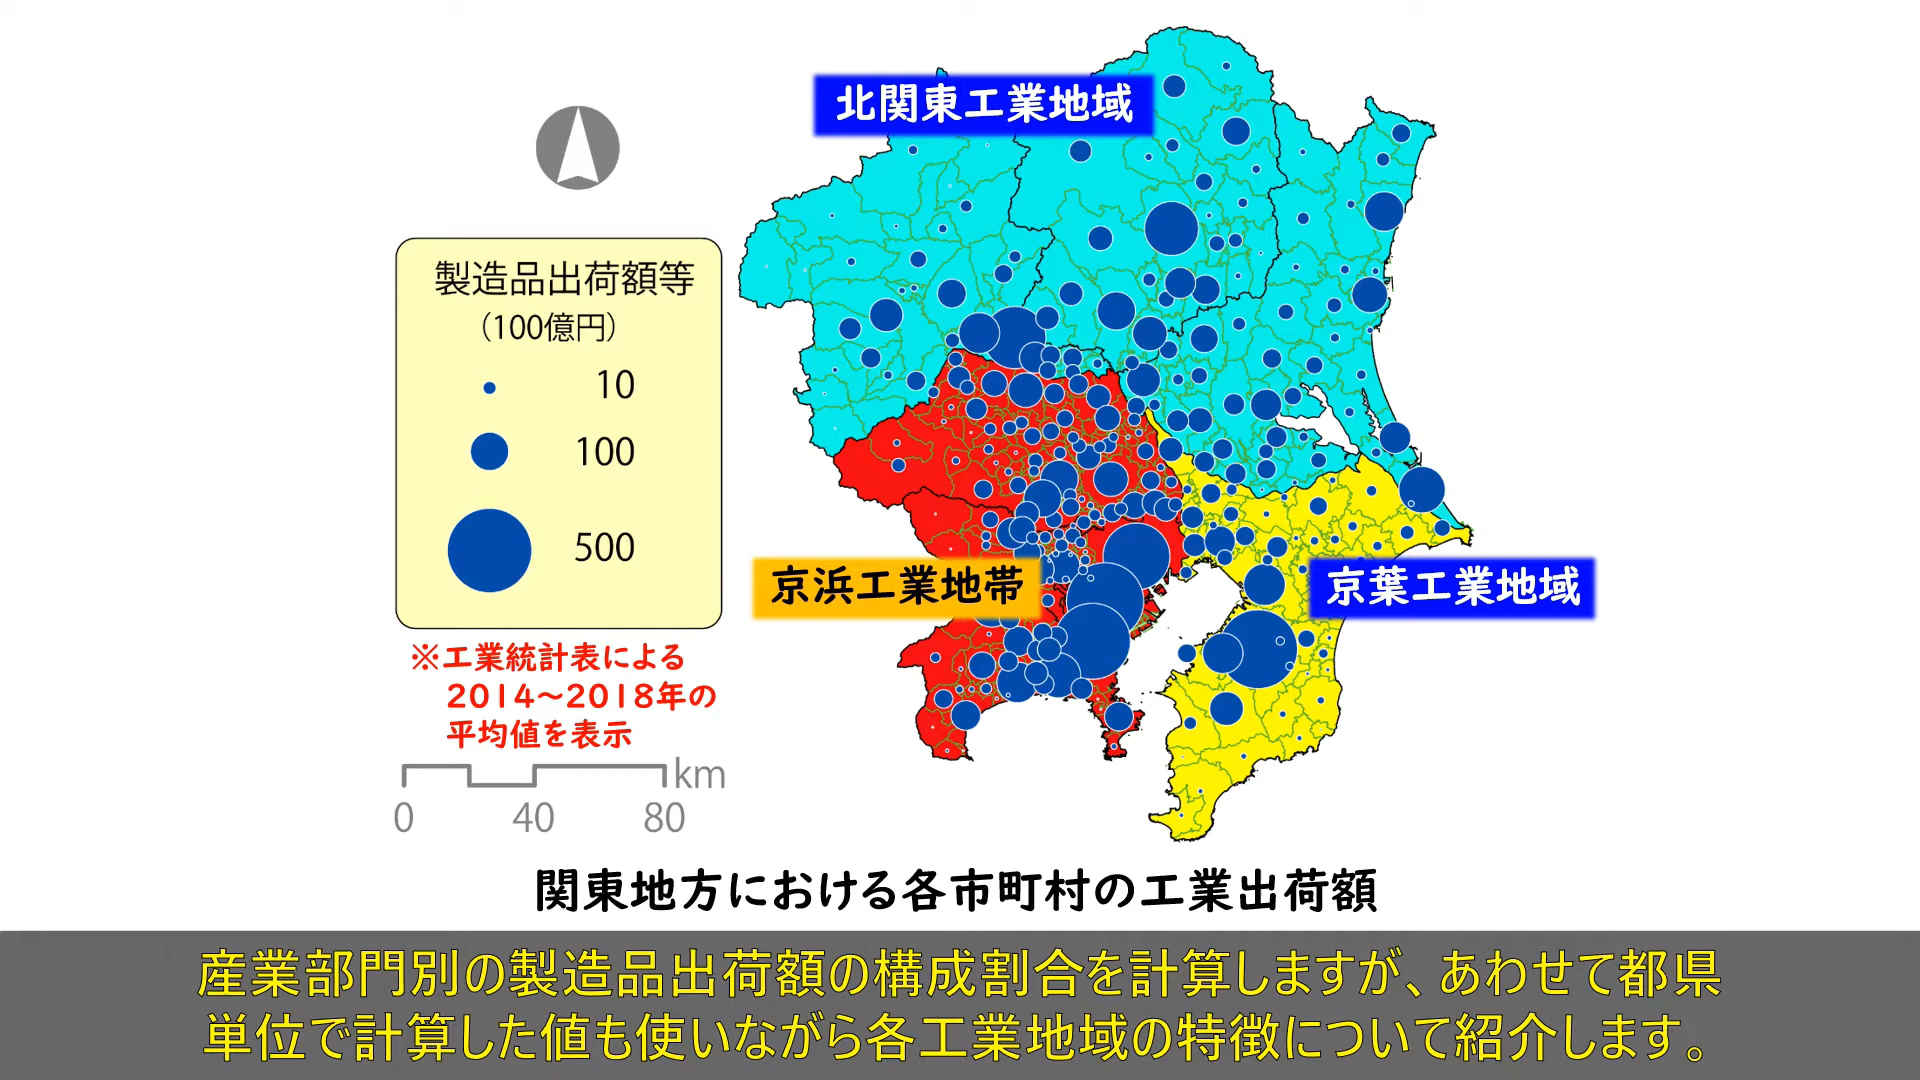 北関東工業地域
製造品出荷額等
（100億円）
10
100
500
京浜工業地帯
京葉工業地域
※工業統計表による
2014～2018年の
平均値を表示
km
0 40 80
関東地方における各市町村の工業出荷額
産業部門別の製造品出荷額の構成割合を計算しますが、あわせて都県
単位で計算した値も使いながら各工業地域の特徴について紹介します。